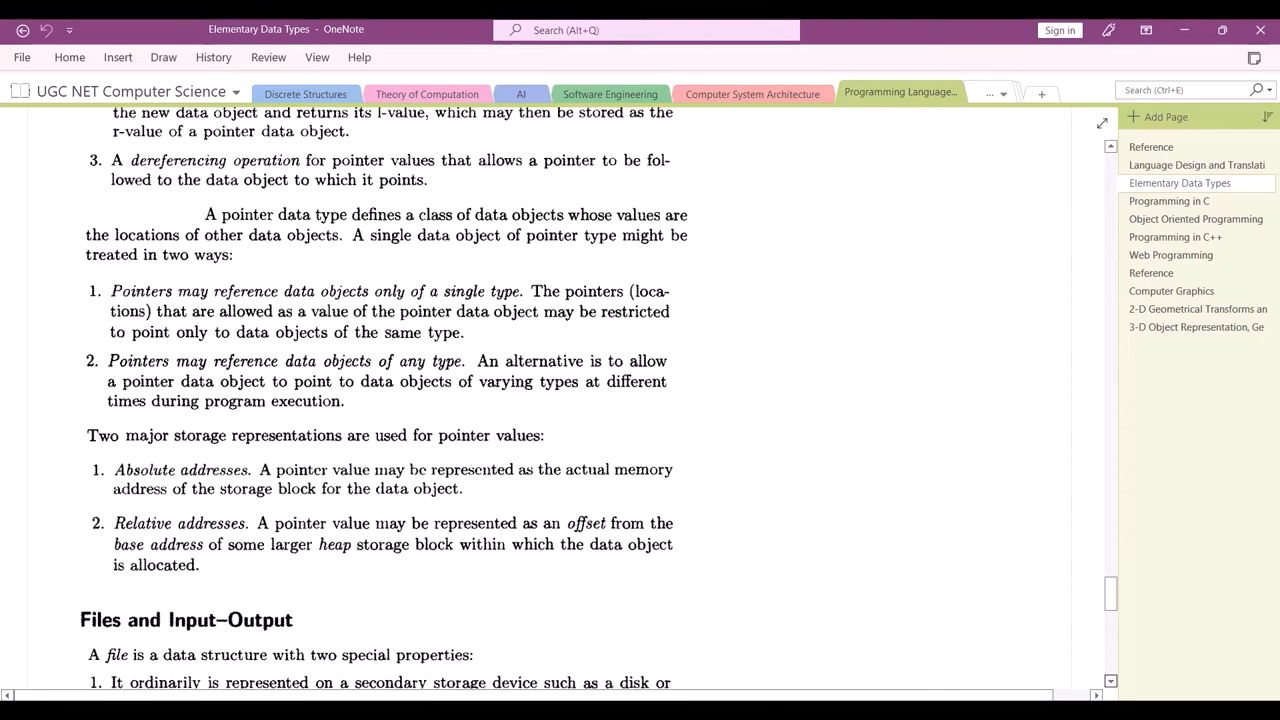 Elementary Data Types - OneNote
Search (Alt+Q)
Sign in
File Home Insert Draw History Review View Help
UGC NET Computer Science
Discrete Structures
Theory of Computation
AI
Software Engineering
Computer System Architecture
Programming Language...
...
Search (Ctrl+E)
the new data object and returns its l-value, which may then be stored as the
r-value of a pointer data object.
3. A dereferencing operation for pointer values that allows a pointer to be fol-
lowed to the data object to which it points.
A pointer data type defines a class of data objects whose values are
the locations of other data objects. A single data object of pointer type might be
treated in two ways:
1. Pointers may reference data objects only of a single type. The pointers (loca-
tions) that are allowed as a value of the pointer data object may be restricted
to point only to data objects of the same type.
2. Pointers may reference data objects of any type. An alternative is to allow
a pointer data object to point to data objects of varying types at different
times during program execution.
Two major storage representations are used for pointer values:
1. Absolute addresses. A pointer value may be represented as the actual memory
address of the storage block for the data object.
2. Relative addresses. A pointer value may be represented as an offset from the
base address of some larger heap storage block within which the data object
is allocated.
Files and Input–Output
A file is a data structure with two special properties:
1. It ordinarily is represented on a secondary storage device such as a disk or
Add Page
Reference
Language Design and Translati
Elementary Data Types
Programming in C
Object Oriented Programming
Programming in C++
Web Programming
Reference
Computer Graphics
2-D Geometrical Transforms an
3-D Object Representation, Ge